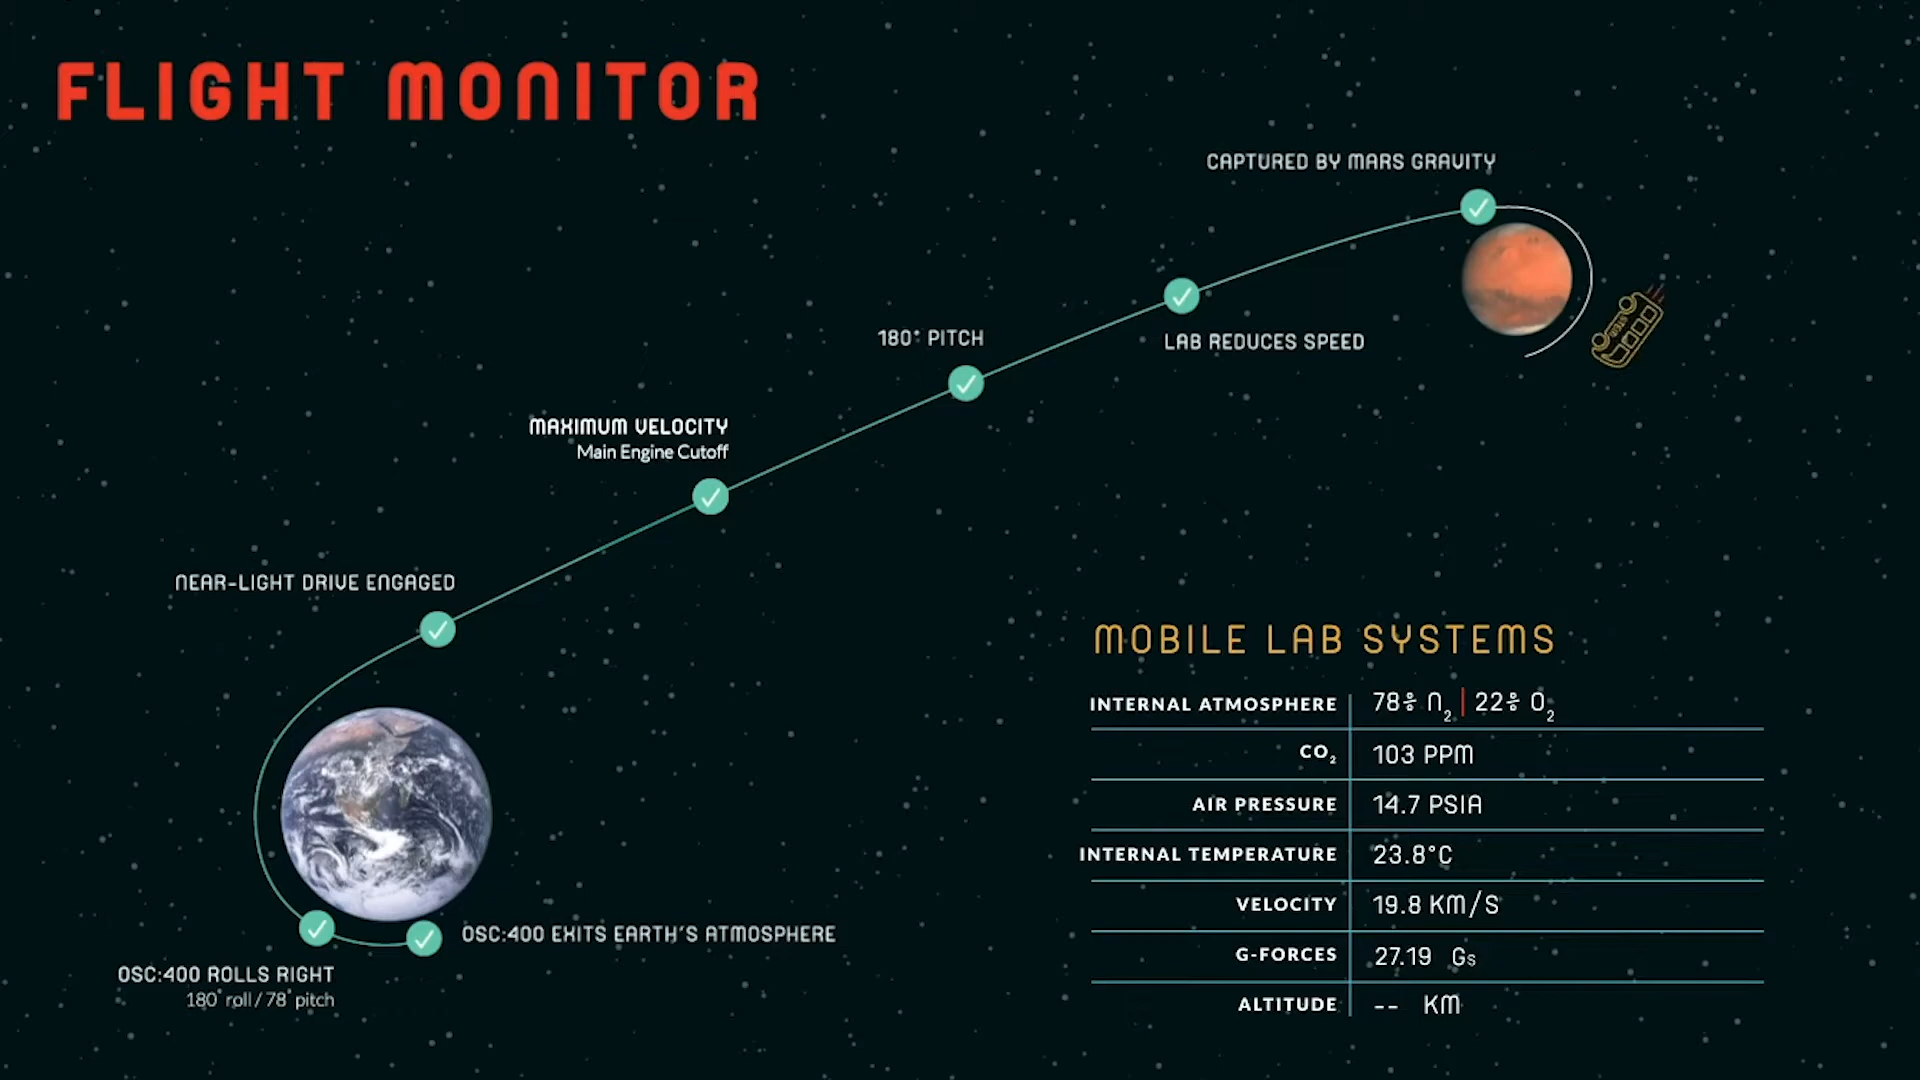 FLIGHT MONITOR
CAPTURED BY MARS GRAVITY
180° PITCH
LAB REDUCES SPEED
MAXIMUM VELOCITY
Main Engine Cutoff
NEAR-LIGHT DRIVE ENGAGED
OSC:400 EXITS EARTH'S ATMOSPHERE
OSC:400 ROLLS RIGHT
180° roll / 78° pitch
MOBILE LAB SYSTEMS
INTERNAL ATMOSPHERE 78% N₂ | 22% O₂
CO₂ 103 PPM
AIR PRESSURE 14.7 PSIA
INTERNAL TEMPERATURE 23.8°C
VELOCITY 19.8 KM/S
G-FORCES 27.19 Gs
ALTITUDE -- KM